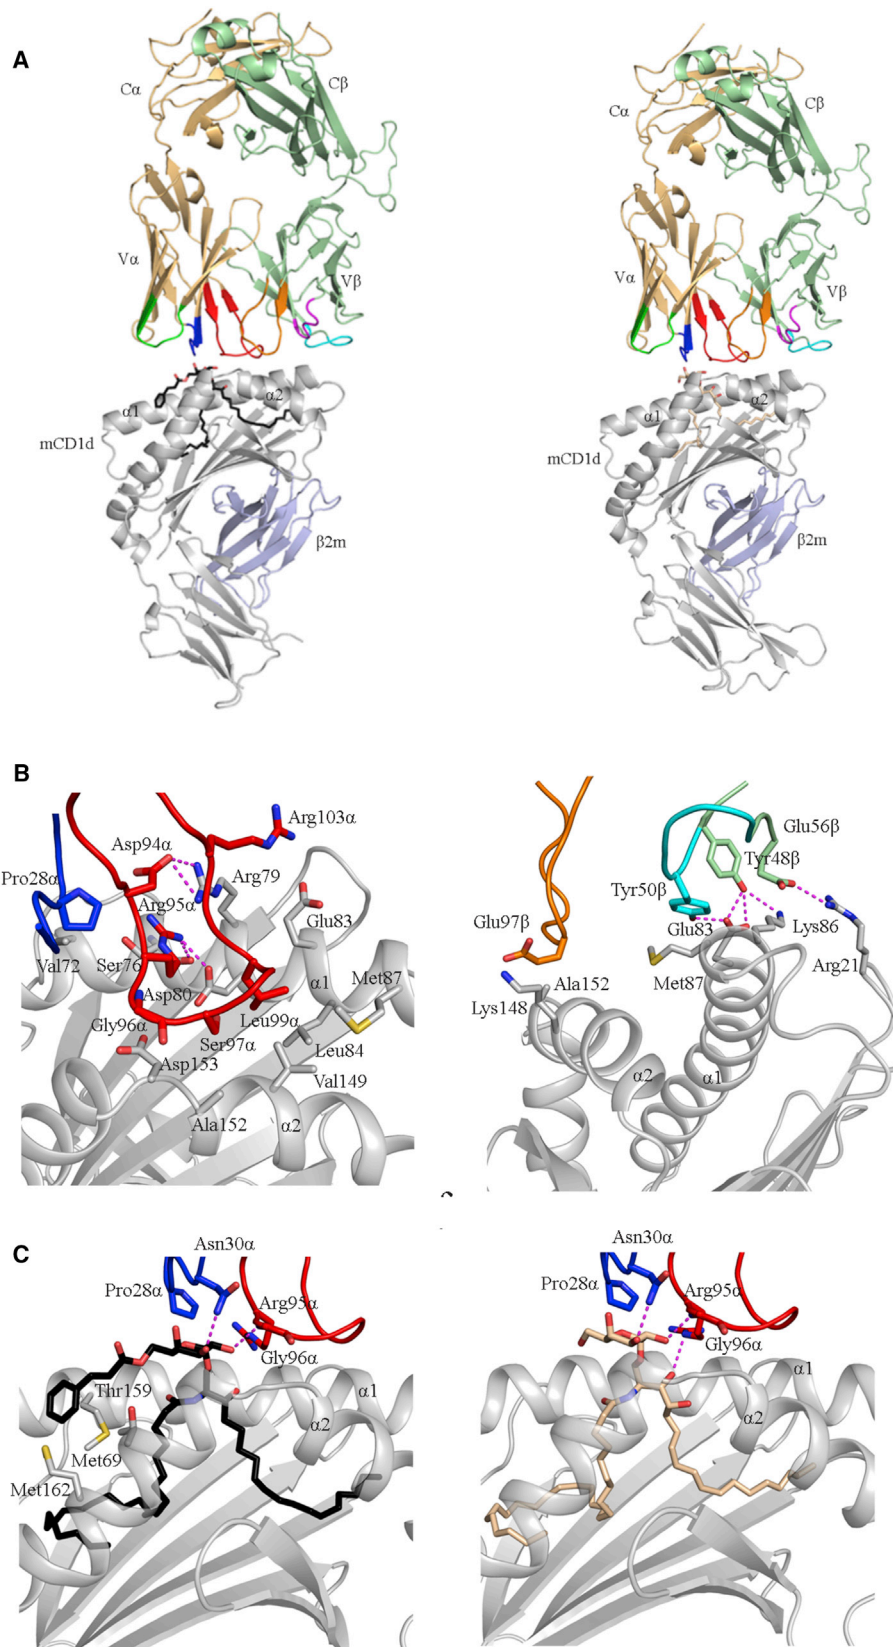 A
Cα
Cβ
Vα
Vβ
α1
α2
mCD1d
β2m
Cα
Cβ
Vα
Vβ
α1
α2
mCD1d
β2m
B
Arg103α
Asp94α
Pro28α
Arg79
Arg95α
Glu83
Val72
Ser76
α1
Met87
Asp80
Gly96α
Leu99α
Ser97α
Leu84
Asp153
Val149
Ala152
α2
Glu56β
Tyr48β
Tyr50β
Glu97β
Glu83
Lys86
Arg21
Met87
Ala152
Lys148
α2
α1
C
Asn30α
Pro28α
Arg95α
Gly96α
Thr159
α1
α2
Met69
Met162
Asn30α
Pro28α
Arg95α
Gly96α
α1
α2